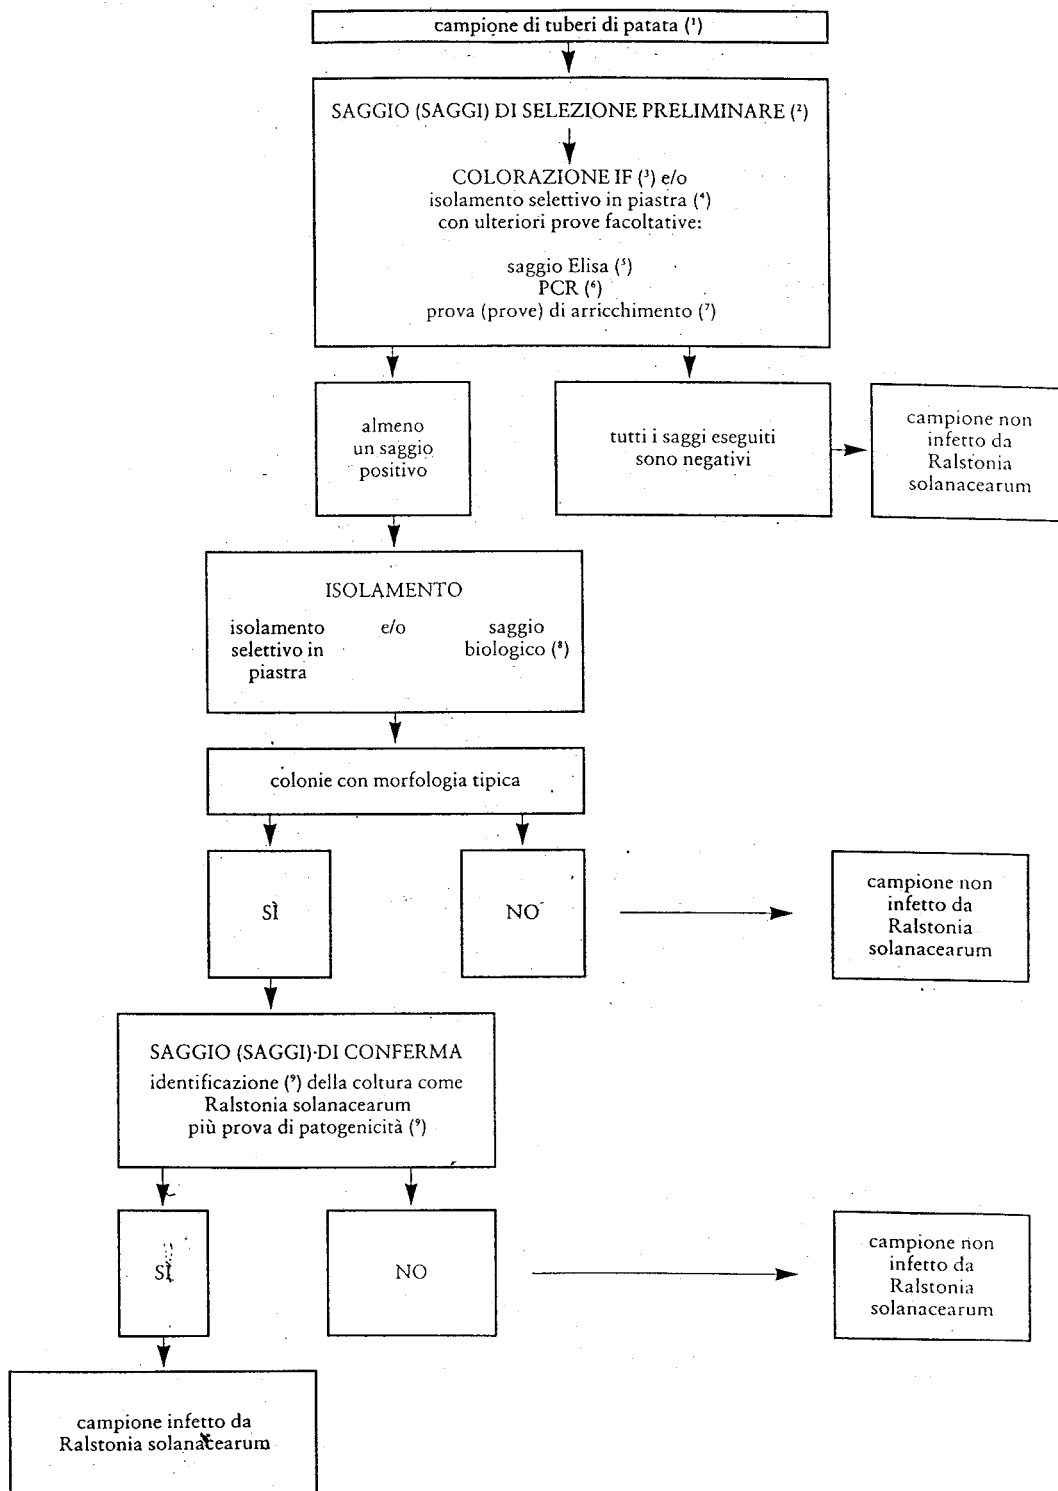 campione di tuberi di patata (¹)
SAGGIO (SAGGI) DI SELEZIONE PRELIMINARE (²)
COLORAZIONE IF (³) e/o
isolamento selettivo in piastra (⁴)
con ulteriori prove facoltative:
saggio Elisa (⁵)
PCR (⁶)
prova (prove) di arricchimento (⁷)
almeno
un saggio
positivo
tutti i saggi eseguiti
sono negativi
campione non
infetto da
Ralstonia
solanacearum
ISOLAMENTO
isolamento
selettivo in
piastra
e/o
saggio
biologico (⁸)
colonie con morfologia tipica
SÌ
NO
campione non
infetto da
Ralstonia
solanacearum
SAGGIO (SAGGI) DI CONFERMA
identificazione (⁹) della coltura come
Ralstonia solanacearum
più prova di patogenicità (⁹)
SÌ
NO
campione non
infetto da
Ralstonia
solanacearum
campione infetto da
Ralstonia solanacearum